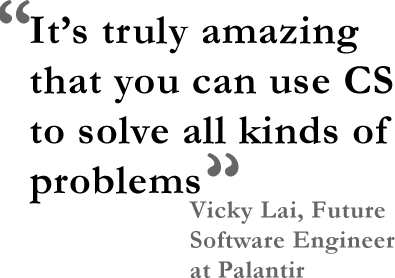 “It’s truly amazing
that you can use CS
to solve all kinds of
problems”
Vicky Lai, Future
Software Engineer
at Palantir